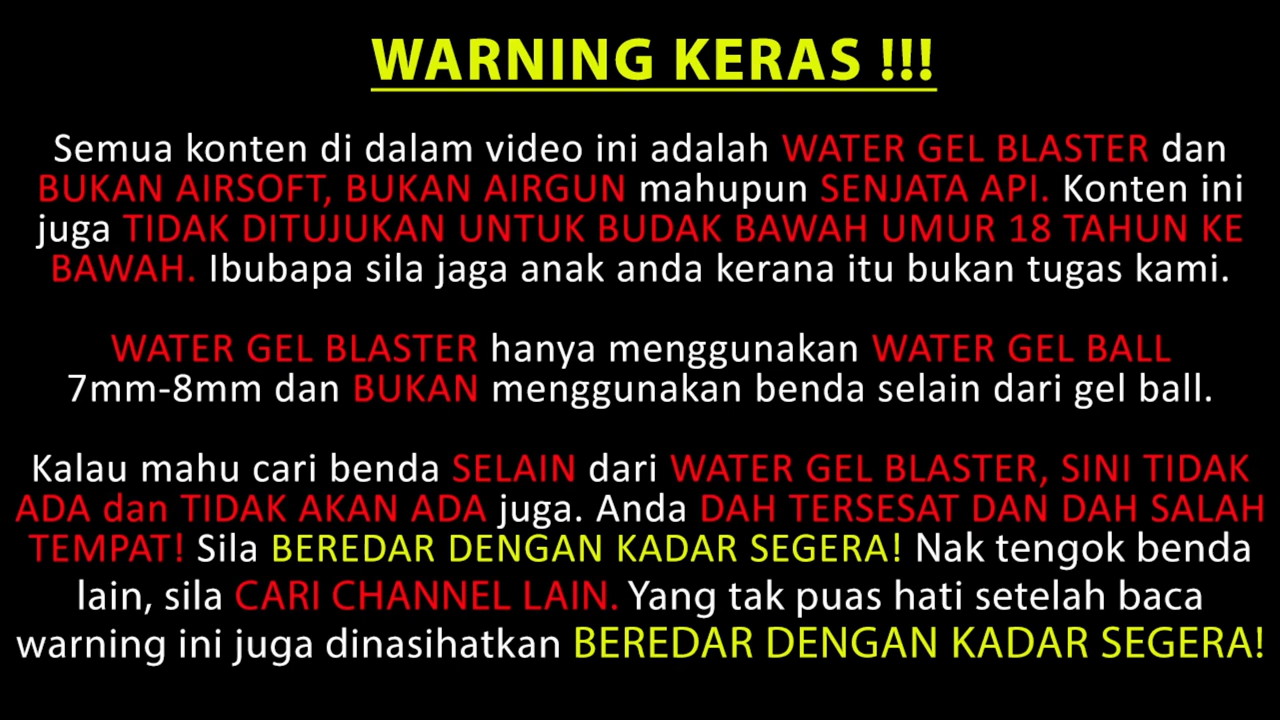 WARNING KERAS !!!
Semua konten di dalam video ini adalah WATER GEL BLASTER dan
BUKAN AIRSOFT, BUKAN AIRGUN mahupun SENJATA API. Konten ini
juga TIDAK DITUJUKAN UNTUK BUDAK BAWAH UMUR 18 TAHUN KE
BAWAH. Ibubapa sila jaga anak anda kerana itu bukan tugas kami.
WATER GEL BLASTER hanya menggunakan WATER GEL BALL
7mm-8mm dan BUKAN menggunakan benda selain dari gel ball.
Kalau mahu cari benda SELAIN dari WATER GEL BLASTER, SINI TIDAK
ADA dan TIDAK AKAN ADA juga. Anda DAH TERSESAT DAN DAH SALAH
TEMPAT! Sila BEREDAR DENGAN KADAR SEGERA! Nak tengok benda
lain, sila CARI CHANNEL LAIN. Yang tak puas hati setelah baca
warning ini juga dinasihatkan BEREDAR DENGAN KADAR SEGERA!